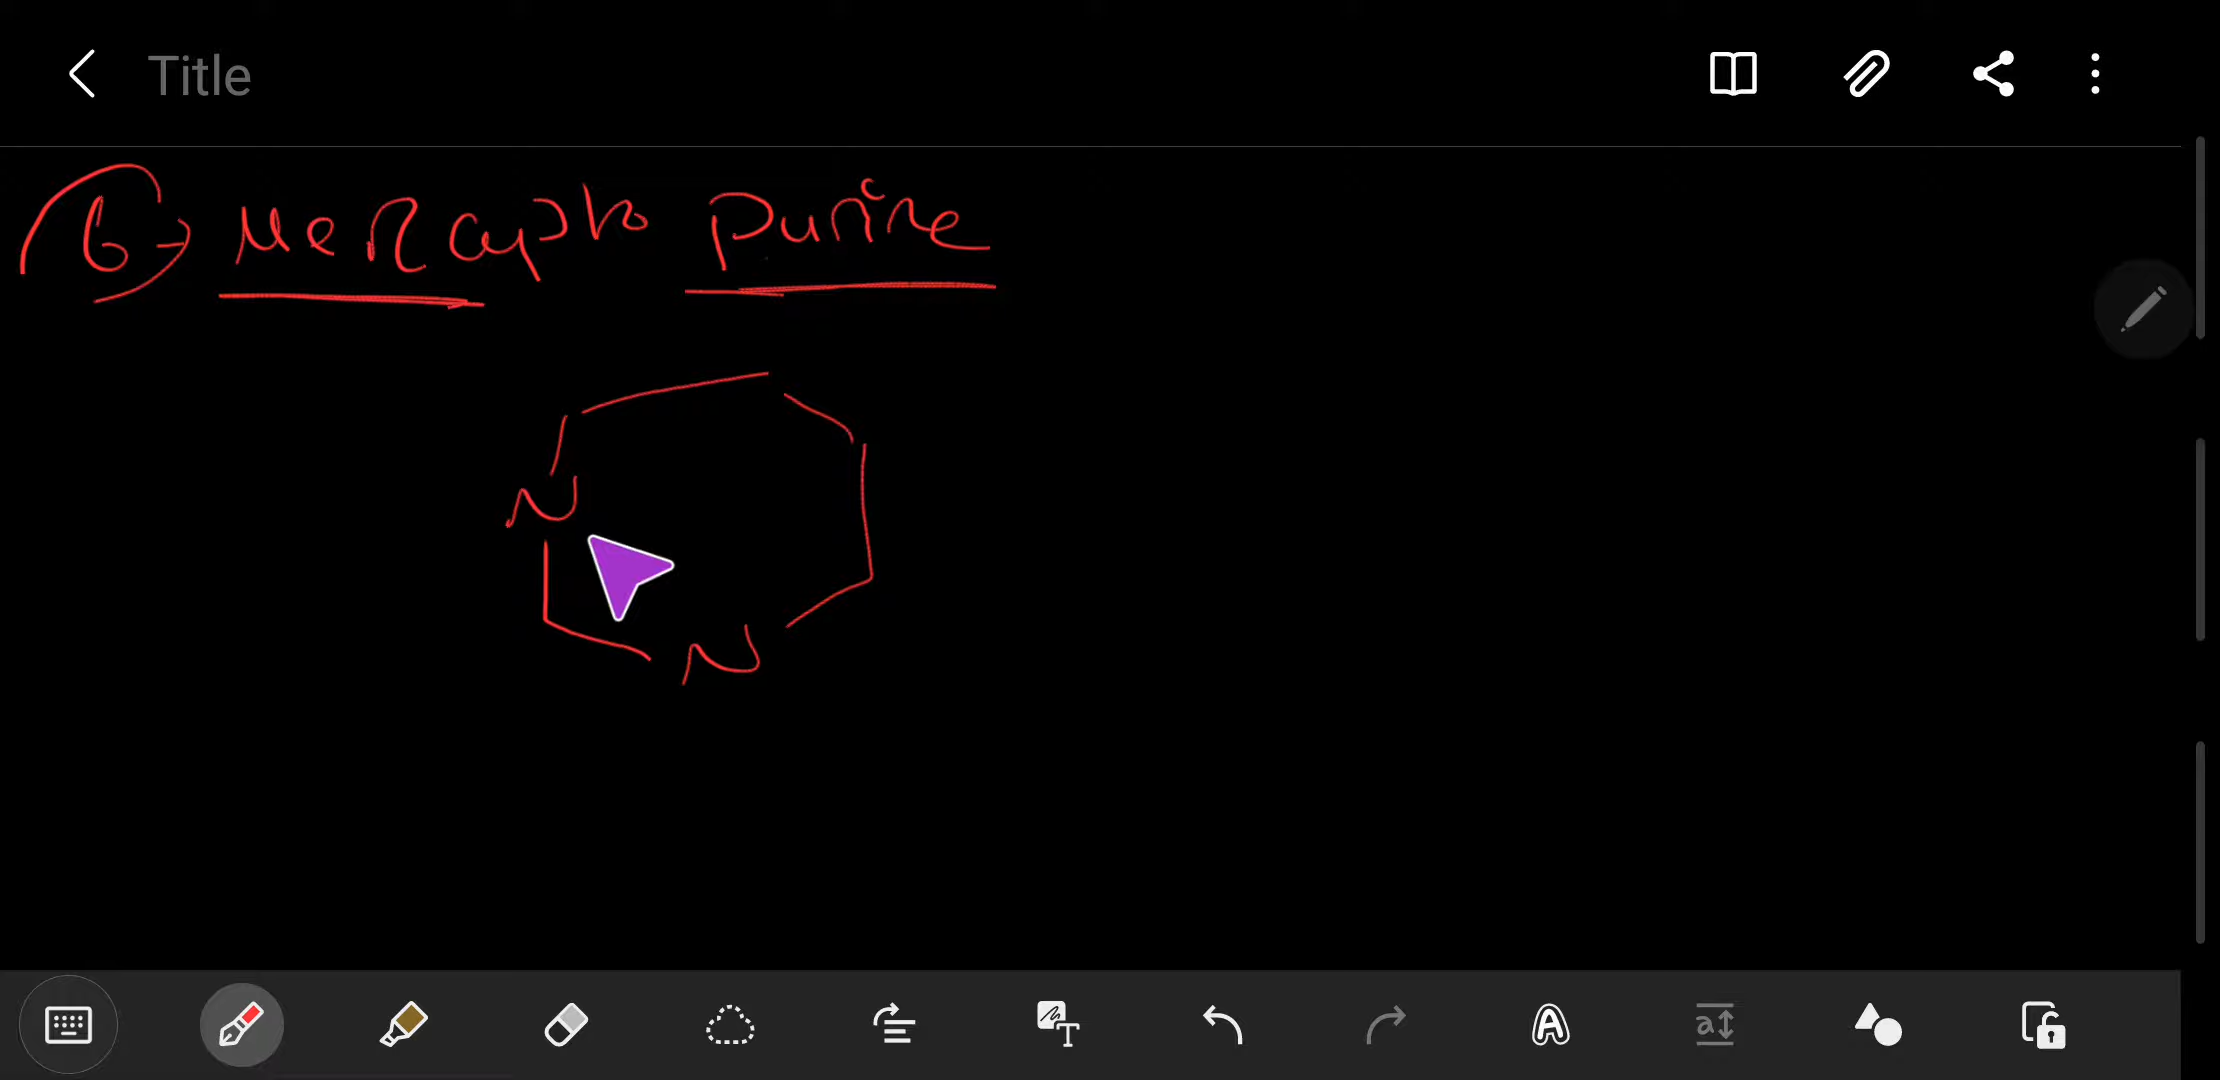 Title
6-) Mercapto Purine
N
N